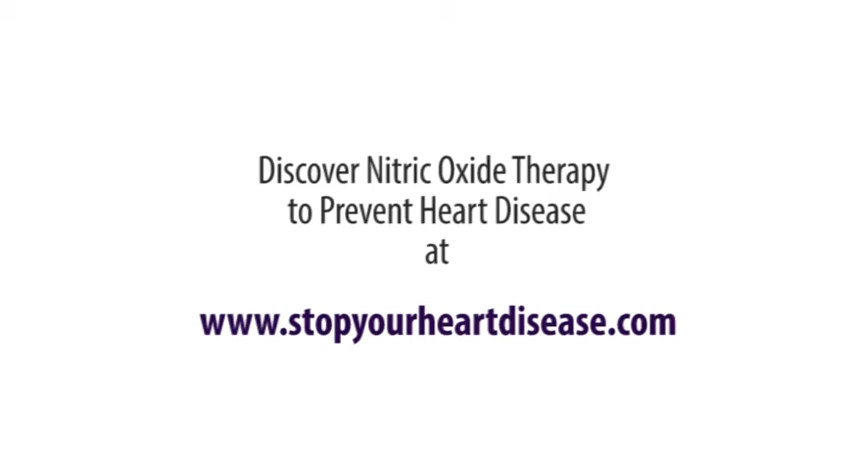 Discover Nitric Oxide Therapy
to Prevent Heart Disease
at
www.stopyourheartdisease.com